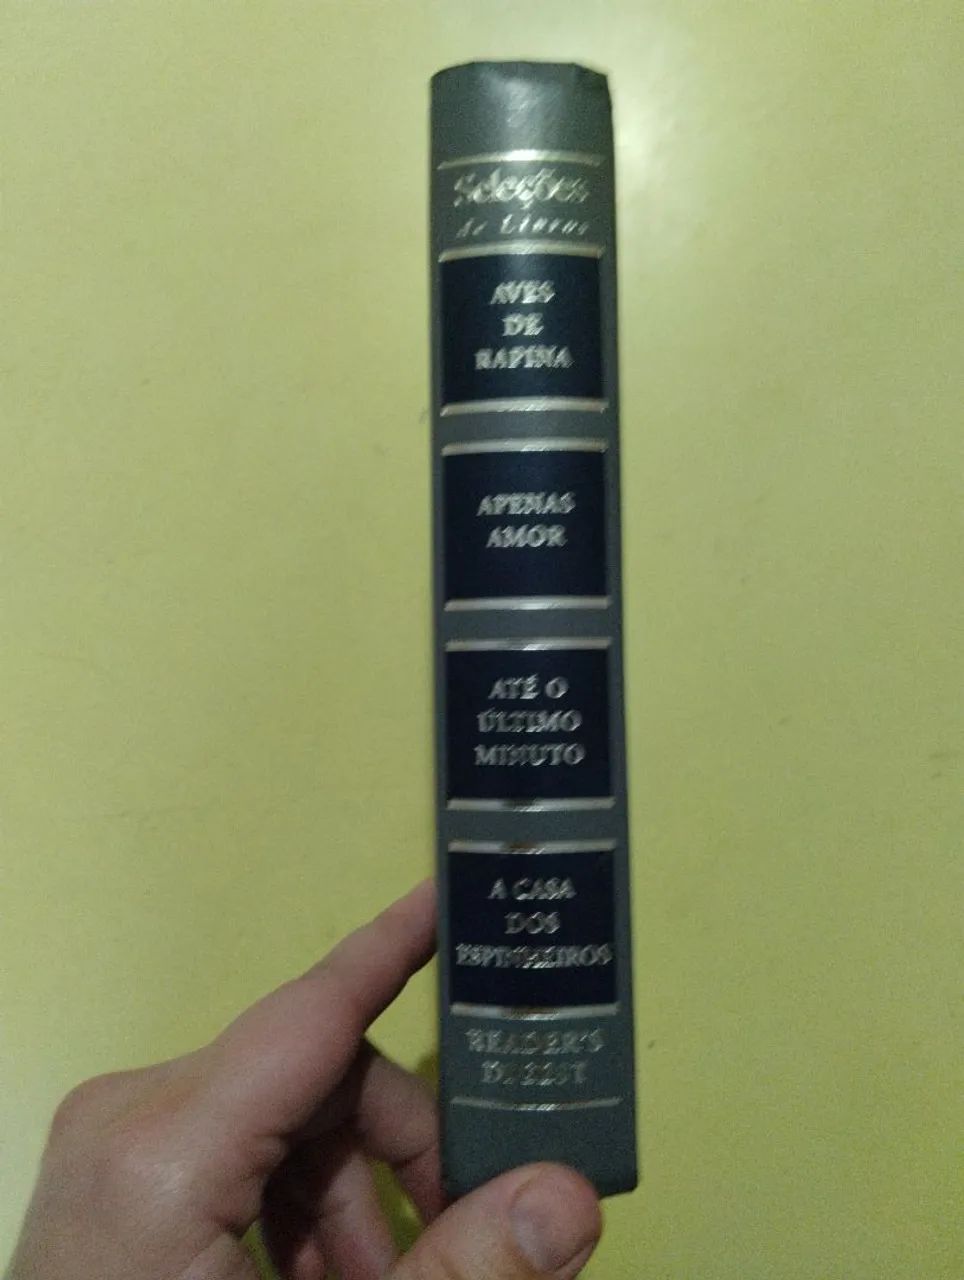 Seleções
de Livros
AVES
DE
RAPINA
APENAS
AMOR
ATÉ O
ÚLTIMO
MINUTO
A CASA
DOS
ESPINHEIROS
READER'S
DIGEST